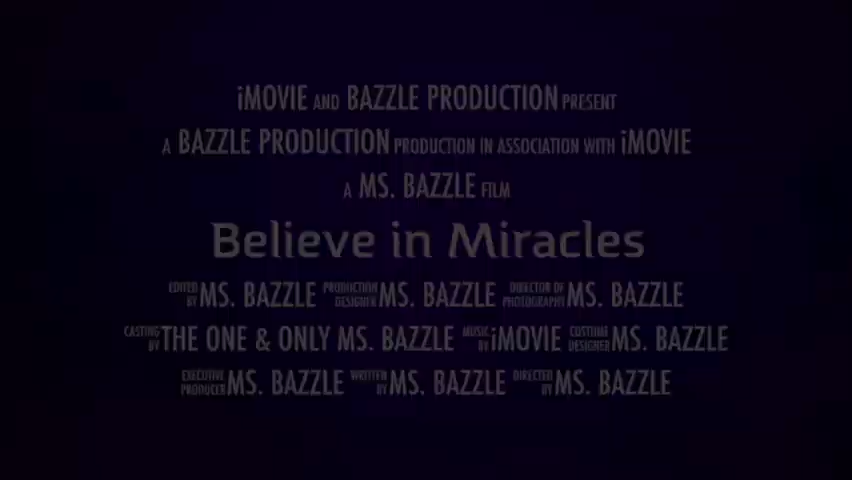 iMOVIE AND BAZZLE PRODUCTION PRESENT
A BAZZLE PRODUCTION PRODUCTION IN ASSOCIATION WITH iMOVIE
A MS. BAZZLE FILM
Believe in Miracles
EDITED BY MS. BAZZLE PRODUCTION DESIGNER MS. BAZZLE DIRECTOR OF PHOTOGRAPHY MS. BAZZLE
CASTING BY THE ONE & ONLY MS. BAZZLE MUSIC BY iMOVIE COSTUME DESIGNER MS. BAZZLE
EXECUTIVE PRODUCER MS. BAZZLE WRITTEN BY MS. BAZZLE DIRECTED BY MS. BAZZLE